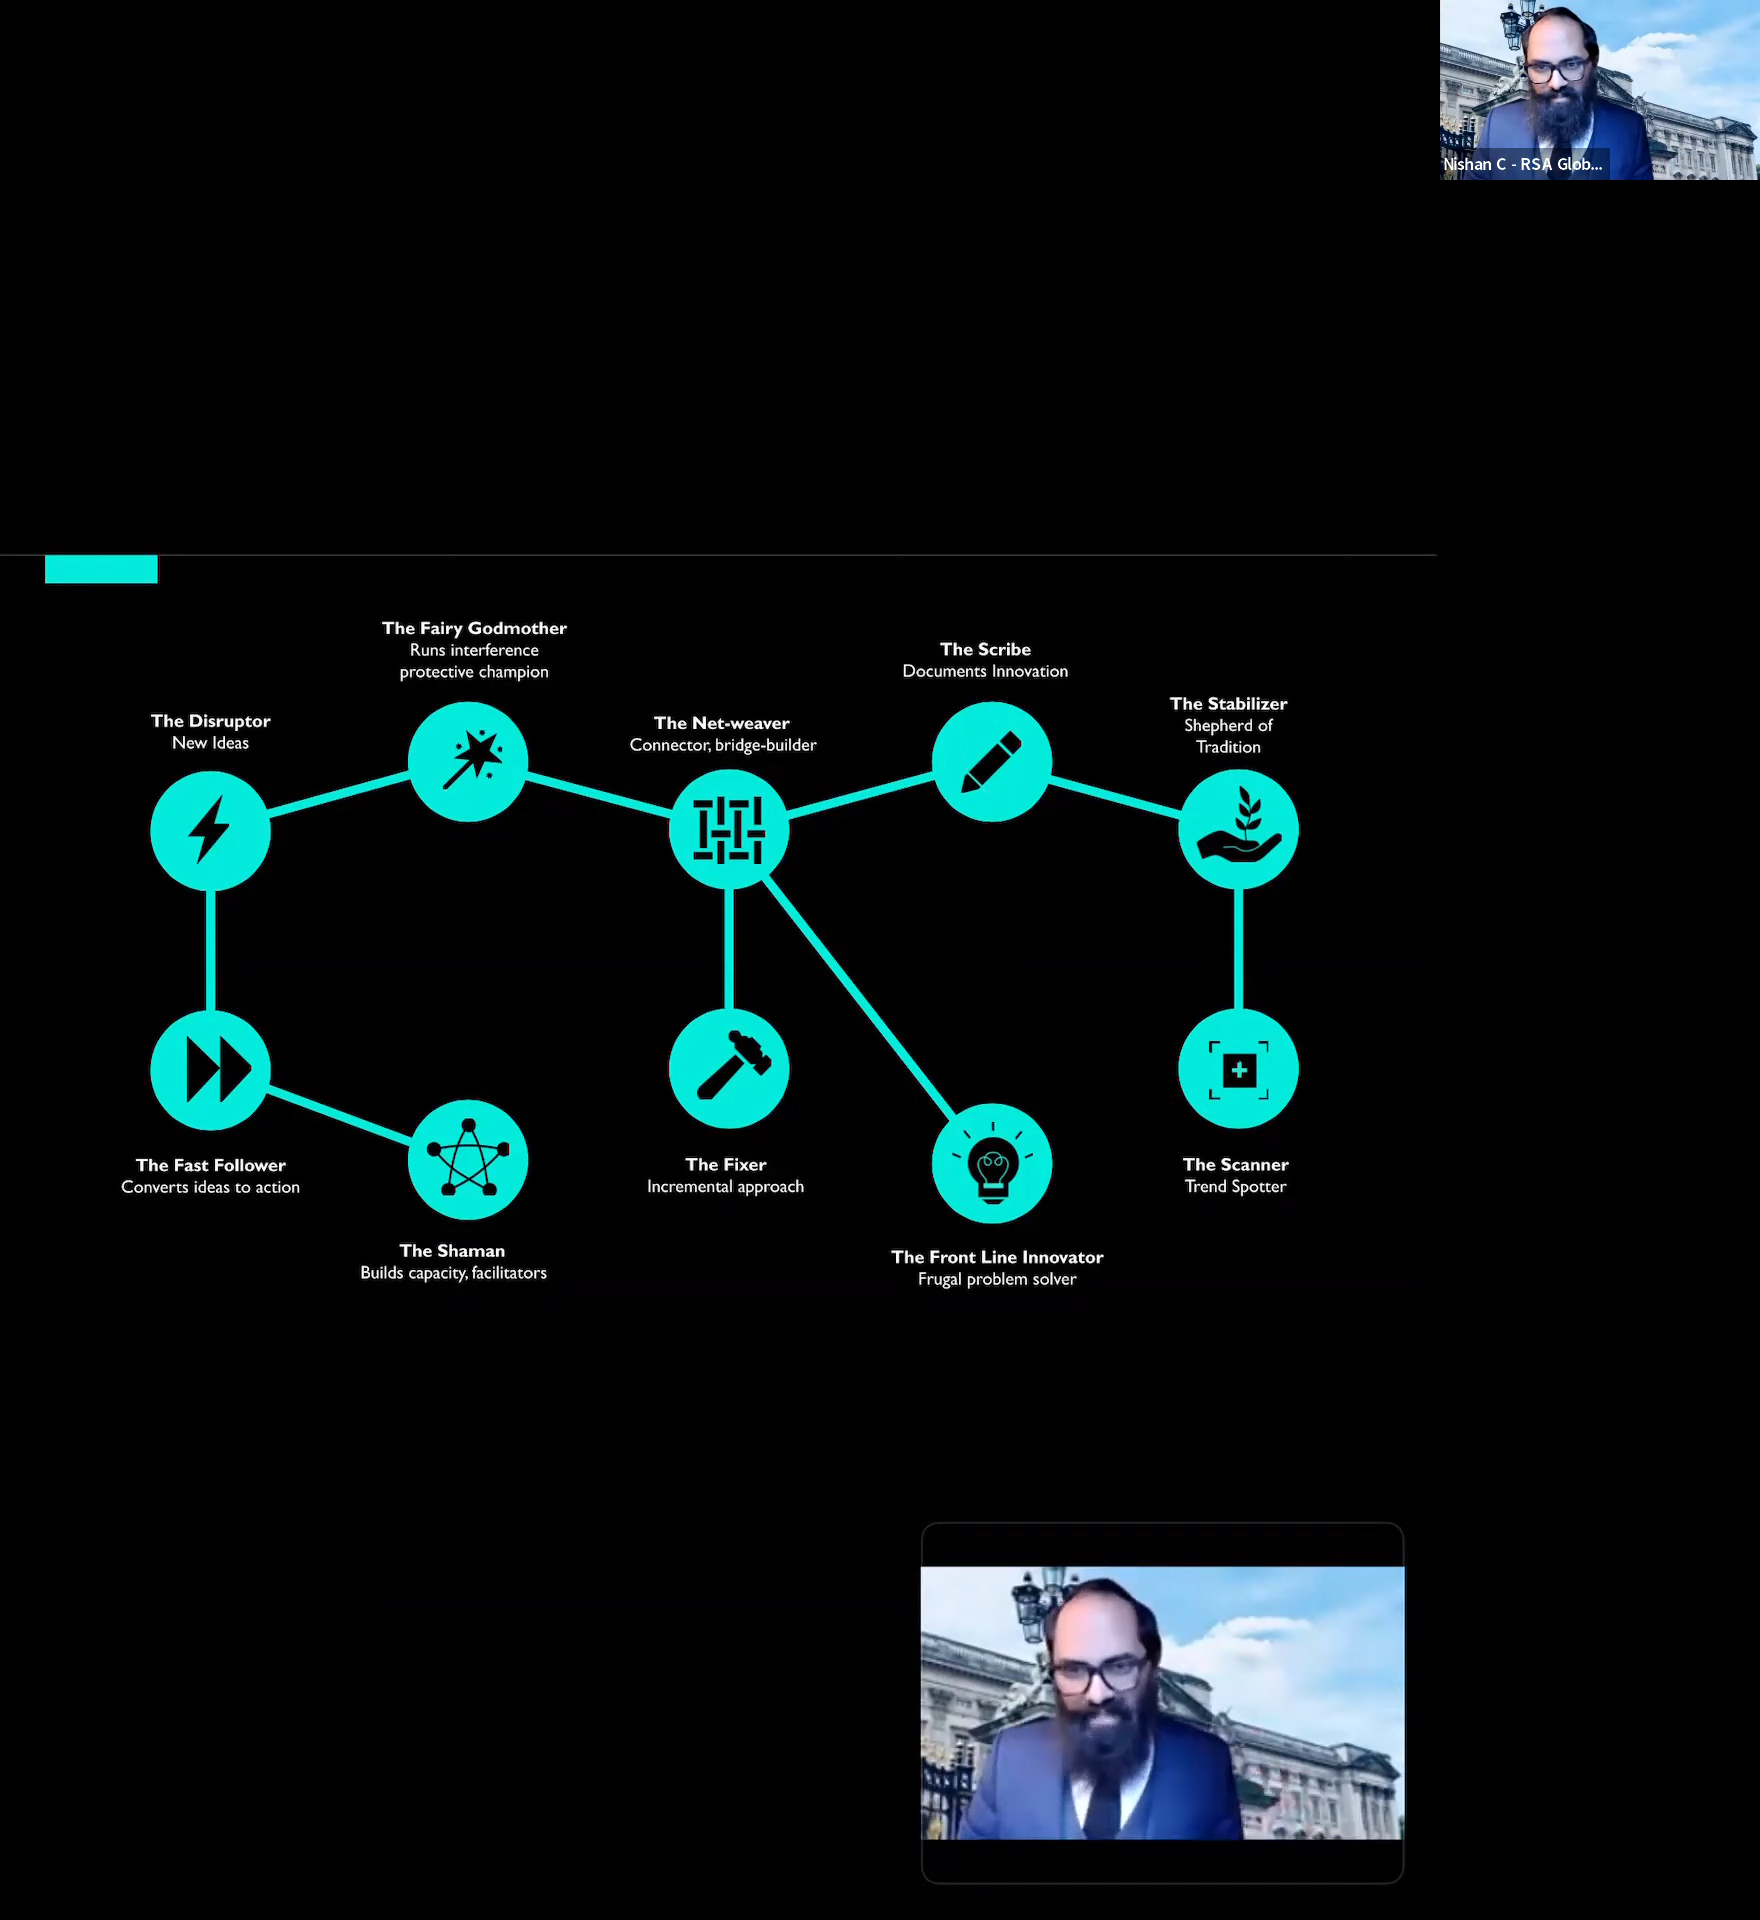 Nishan C - RSA Glob...
The Fairy Godmother
Runs interference
protective champion
The Scribe
Documents Innovation
The Stabilizer
Shepherd of
Tradition
The Disruptor
New Ideas
The Net-weaver
Connector, bridge-builder
The Fast Follower
Converts ideas to action
The Fixer
Incremental approach
The Scanner
Trend Spotter
The Shaman
Builds capacity, facilitators
The Front Line Innovator
Frugal problem solver